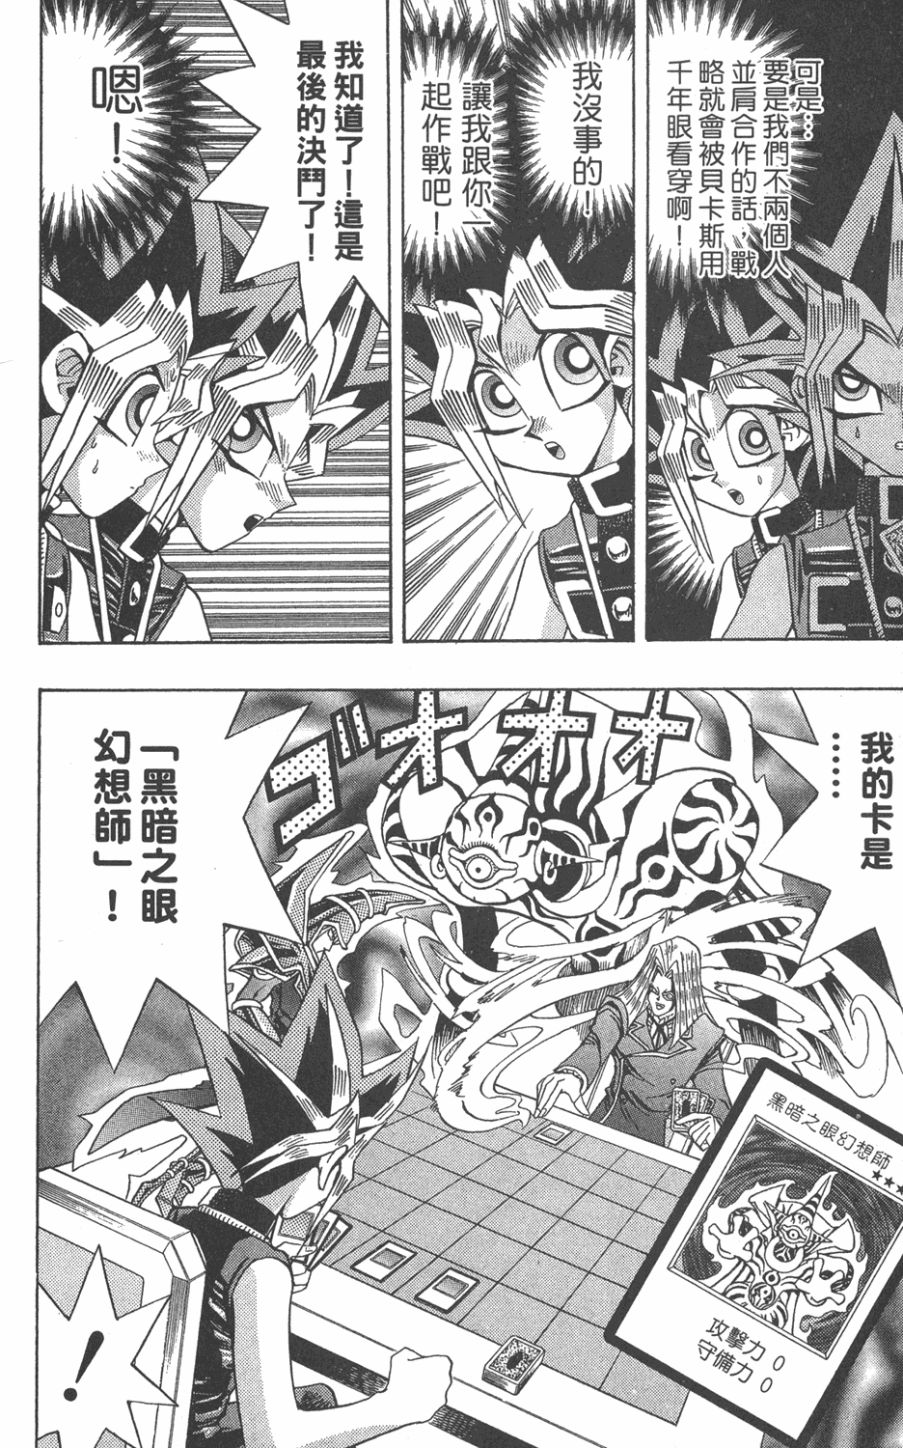 可是…
要是我們不兩個人
並肩合作的話，戰
略就會被貝卡斯用
千年眼看穿啊！
我沒事的！
讓我跟你一
起作戰吧！
我知道了！這是
最後的決鬥了！
嗯！
我的卡是
……
「黑暗之眼
幻想師」！
ゴオオオ
黑暗之眼幻想師
★★★
攻擊力 0
守備力 0
！